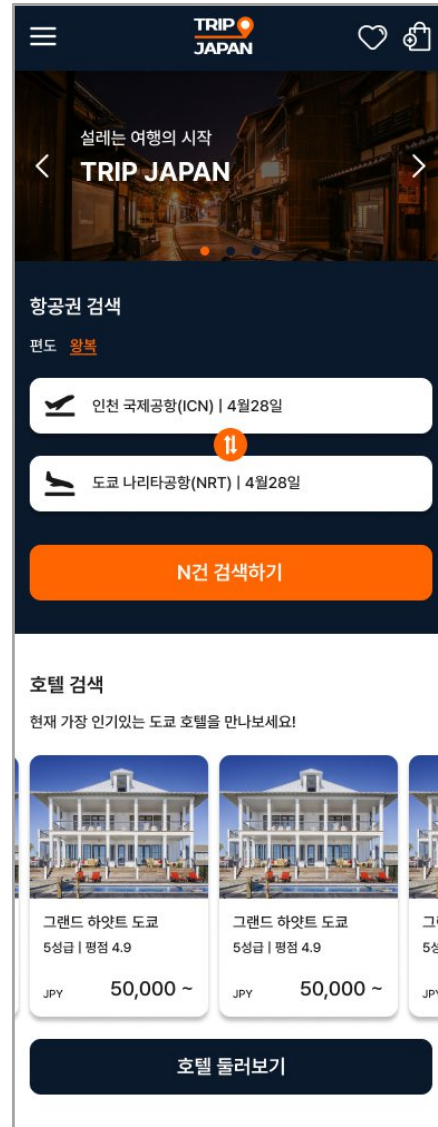 TRIP
JAPAN
설레는 여행의 시작
TRIP JAPAN
항공권 검색
편도 왕복
인천 국제공항(ICN) | 4월28일
도쿄 나리타공항(NRT) | 4월28일
N건 검색하기
호텔 검색
현재 가장 인기있는 도쿄 호텔을 만나보세요!
그랜드 하얏트 도쿄
5성급 | 평점 4.9
JPY 50,000 ~
그랜드 하얏트 도쿄
5성급 | 평점 4.9
JPY 50,000 ~
호텔 둘러보기